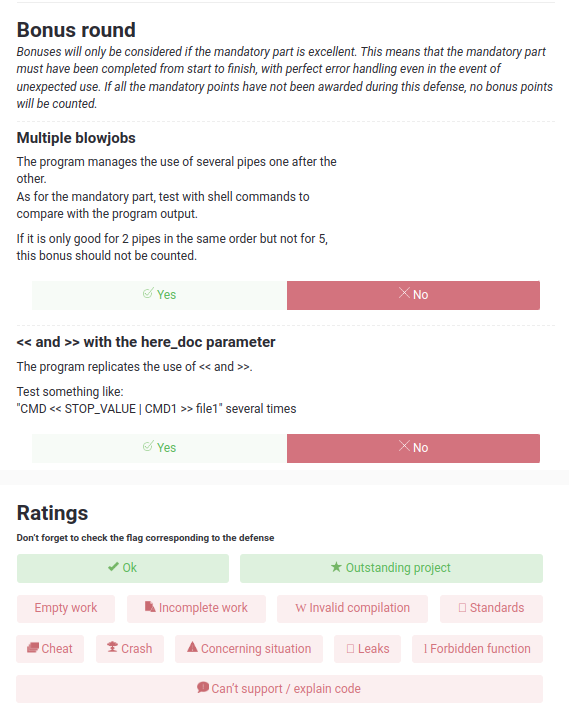 Bonus round
Bonuses will only be considered if the mandatory part is excellent. This means that the mandatory part
must have been completed from start to finish, with perfect error handling even in the event of
unexpected use. If all the mandatory points have not been awarded during this defense, no bonus points
will be counted.
Multiple blowjobs
The program manages the use of several pipes one after the
other.
As for the mandatory part, test with shell commands to
compare with the program output.
If it is only good for 2 pipes in the same order but not for 5,
this bonus should not be counted.
Yes No
<< and >> with the here_doc parameter
The program replicates the use of << and >>.
Test something like:
"CMD << STOP_VALUE | CMD1 >> file1" several times
Yes No
Ratings
Don't forget to check the flag corresponding to the defense
Ok Outstanding project
Empty work Incomplete work W Invalid compilation Standards
Cheat Crash Concerning situation Leaks I Forbidden function
Can't support / explain code